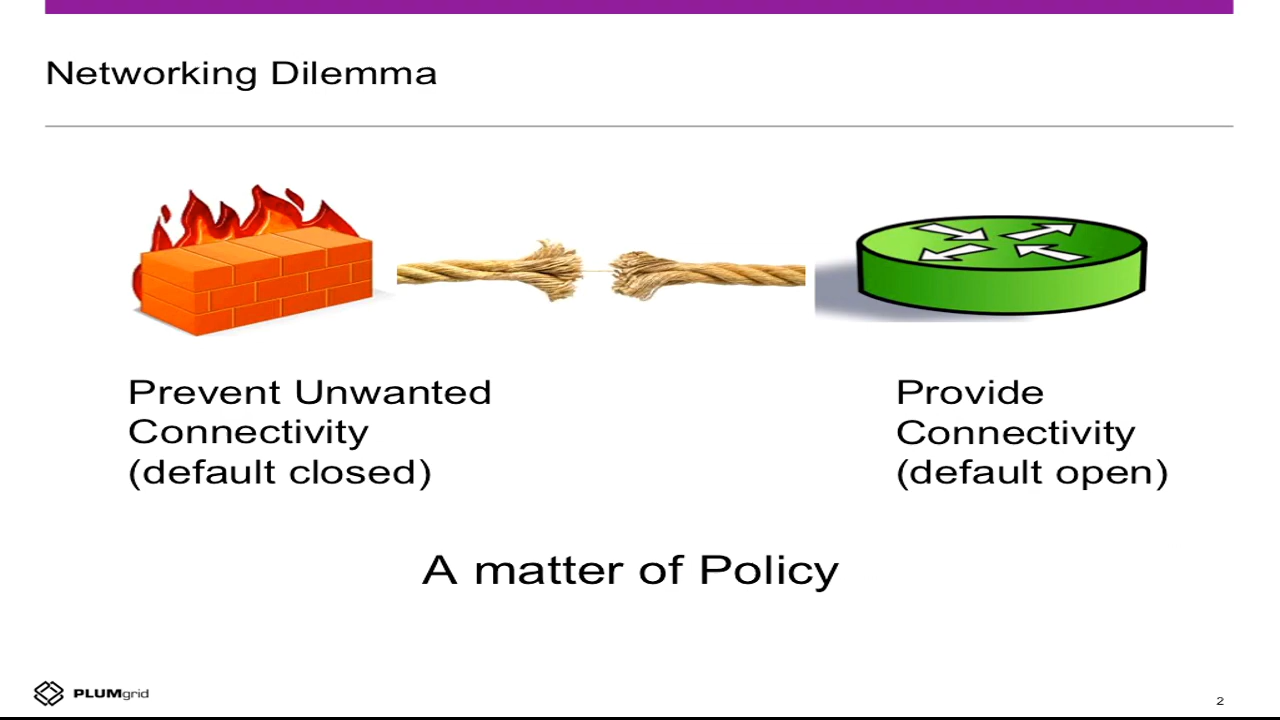 Networking Dilemma
Prevent Unwanted
Connectivity
(default closed)
Provide
Connectivity
(default open)
A matter of Policy
PLUMgrid
2